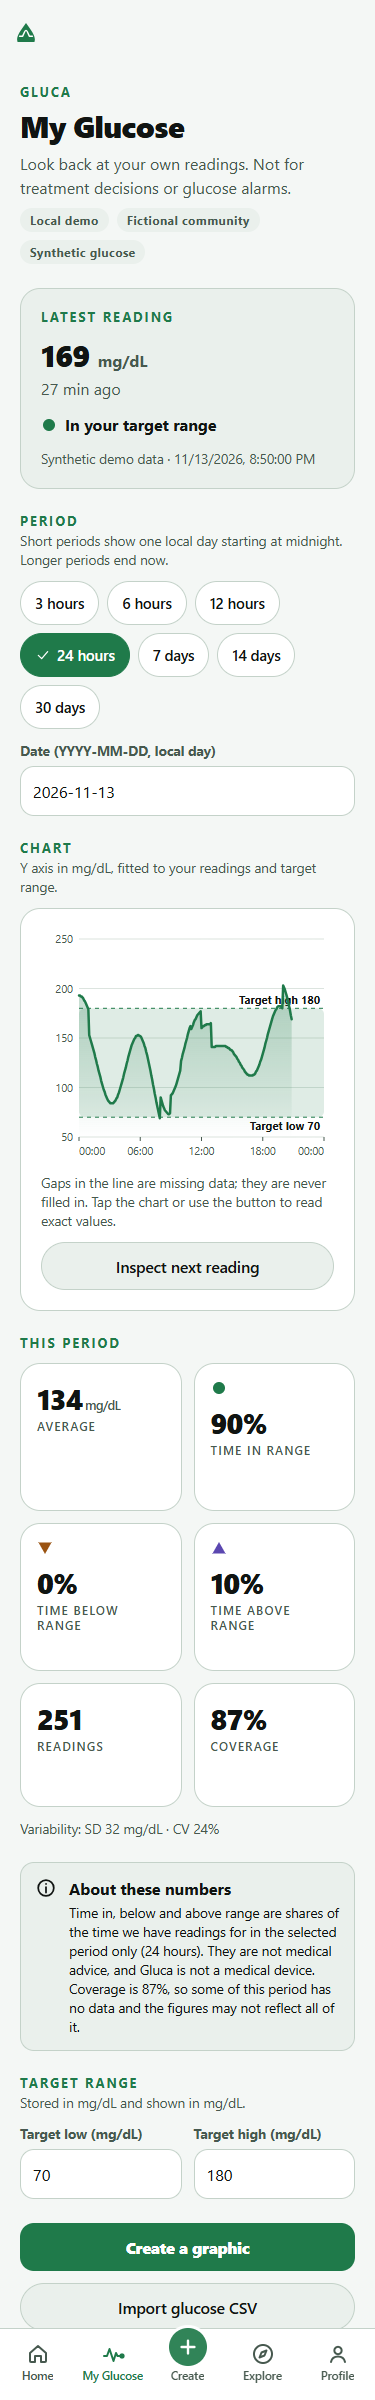 GLUCA
My Glucose
Look back at your own readings. Not for
treatment decisions or glucose alarms.
Local demo
Fictional community
Synthetic glucose
LATEST READING
169 mg/dL
27 min ago
In your target range
Synthetic demo data · 11/13/2026, 8:50:00 PM
PERIOD
Short periods show one local day starting at midnight.
Longer periods end now.
3 hours
6 hours
12 hours
24 hours
7 days
14 days
30 days
Date (YYYY-MM-DD, local day)
2026-11-13
CHART
Y axis in mg/dL, fitted to your readings and target
range.
250
200
Target high 180
150
100
Target low 70
50
00:00 06:00 12:00 18:00 00:00
Gaps in the line are missing data; they are never
filled in. Tap the chart or use the button to read
exact values.
Inspect next reading
THIS PERIOD
134 mg/dL
AVERAGE
90%
TIME IN RANGE
0%
TIME BELOW
RANGE
10%
TIME ABOVE
RANGE
251
READINGS
87%
COVERAGE
Variability: SD 32 mg/dL · CV 24%
About these numbers
Time in, below and above range are shares of
the time we have readings for in the selected
period only (24 hours). They are not medical
advice, and Gluca is not a medical device.
Coverage is 87%, so some of this period has
no data and the figures may not reflect all of
it.
TARGET RANGE
Stored in mg/dL and shown in mg/dL.
Target low (mg/dL)
Target high (mg/dL)
70
180
Create a graphic
Import glucose CSV
Home
My Glucose
Create
Explore
Profile